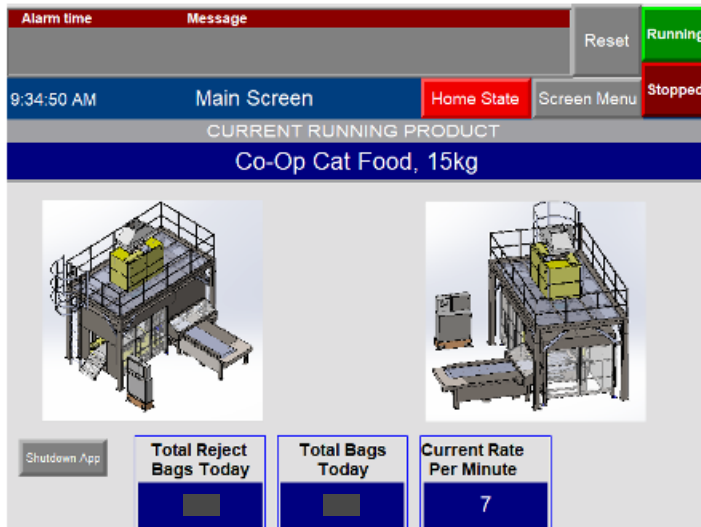 Alarm time Message
Reset
Running
9:34:50 AM Main Screen Home State Screen Menu Stopped
CURRENT RUNNING PRODUCT
Co-Op Cat Food, 15kg
Shutdown App
Total Reject
Bags Today
Total Bags
Today
Current Rate
Per Minute
7